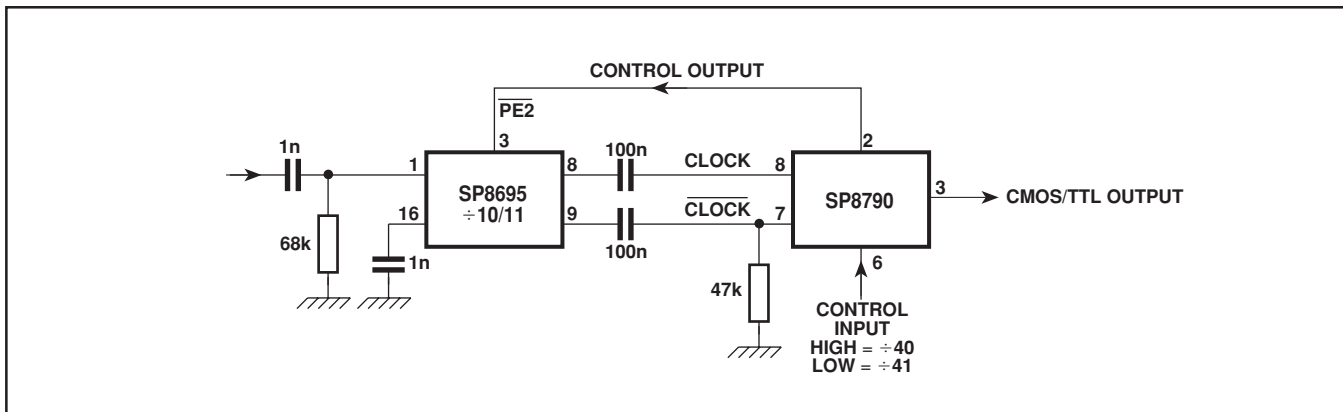 CONTROL OUTPUT
PE2
3
2
1n
1
SP8695
÷10/11
8
100n
CLOCK
8
SP8790
3
CMOS/TTL OUTPUT
16
9
100n
CLOCK
7
68k
1n
47k
6
CONTROL
INPUT
HIGH = ÷40
LOW = ÷41